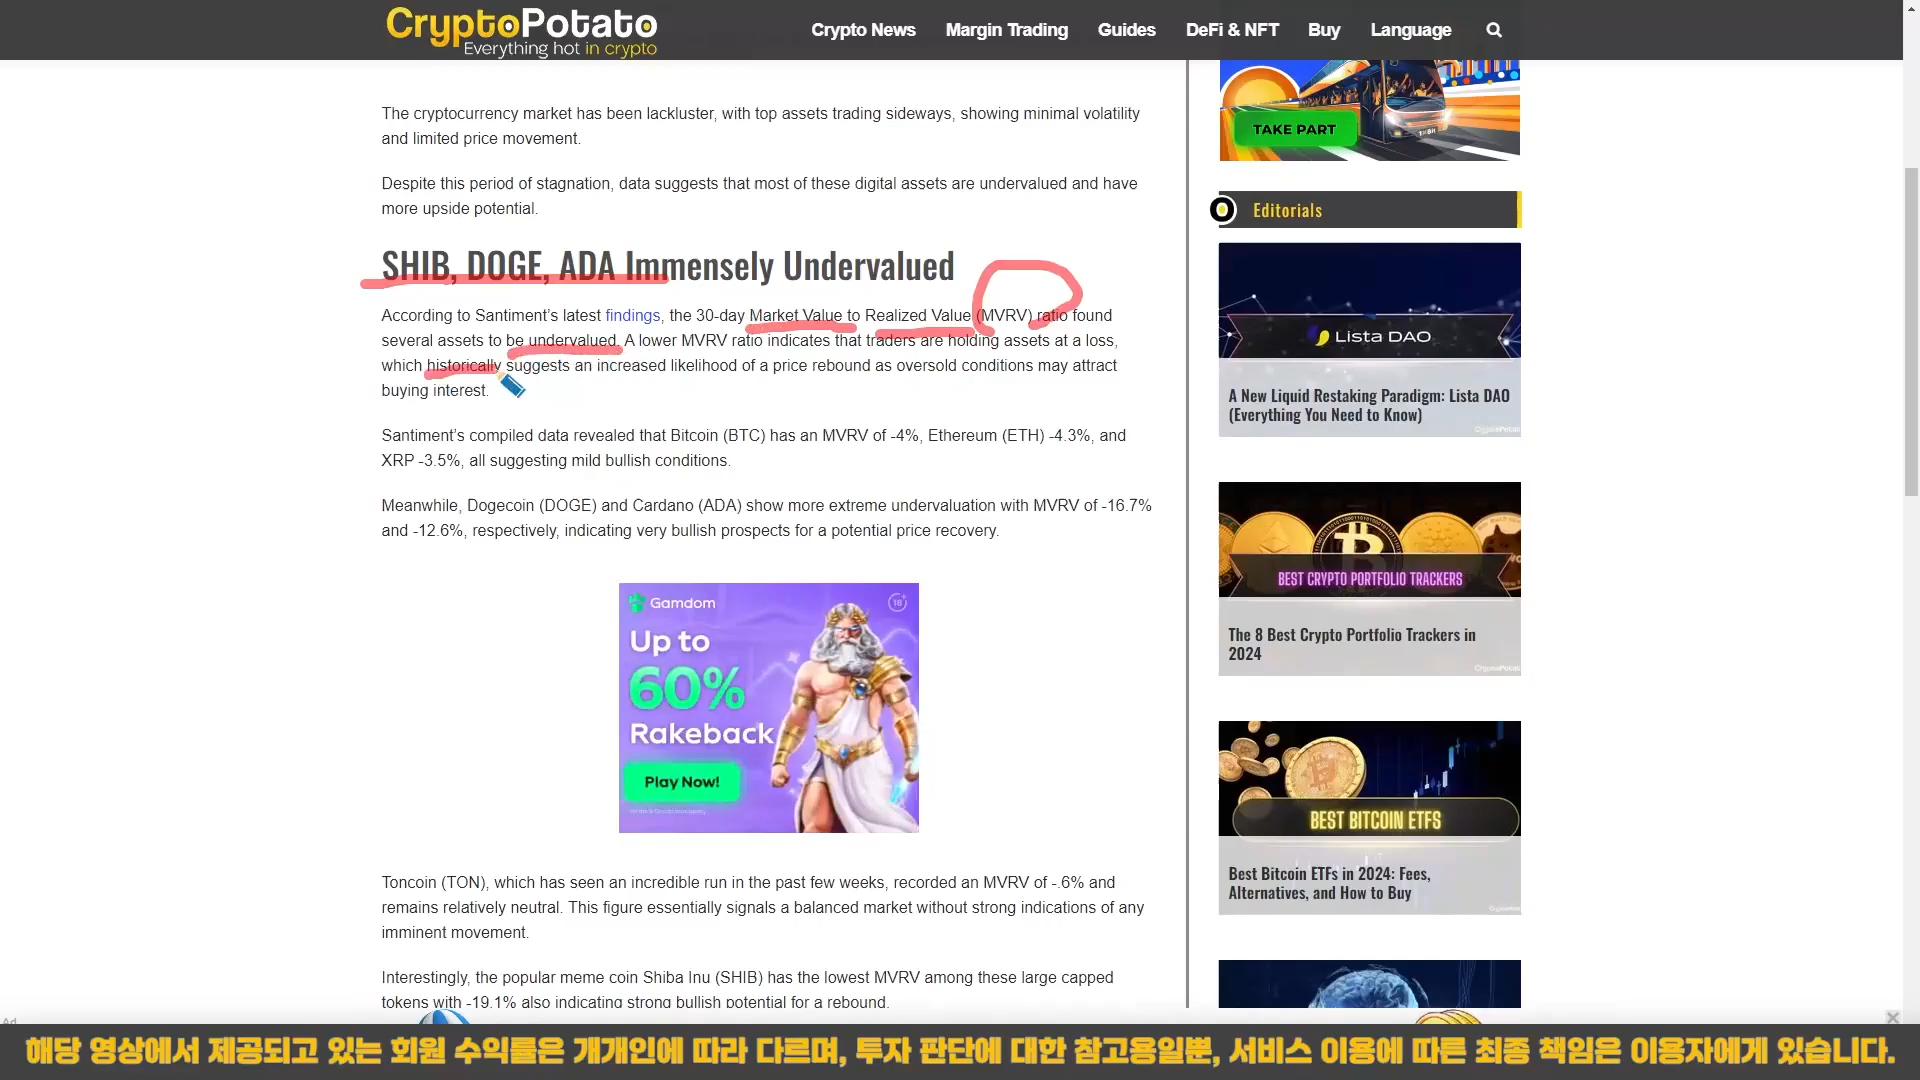 CryptoPotato
Everything hot in crypto
Crypto News Margin Trading Guides DeFi & NFT Buy Language
The cryptocurrency market has been lackluster, with top assets trading sideways, showing minimal volatility
and limited price movement.
Despite this period of stagnation, data suggests that most of these digital assets are undervalued and have
more upside potential.
SHIB, DOGE, ADA Immensely Undervalued
According to Santiment’s latest findings, the 30-day Market Value to Realized Value (MVRV) ratio found
several assets to be undervalued. A lower MVRV ratio indicates that traders are holding assets at a loss,
which historically suggests an increased likelihood of a price rebound as oversold conditions may attract
buying interest.
Santiment’s compiled data revealed that Bitcoin (BTC) has an MVRV of -4%, Ethereum (ETH) -4.3%, and
XRP -3.5%, all suggesting mild bullish conditions.
Meanwhile, Dogecoin (DOGE) and Cardano (ADA) show more extreme undervaluation with MVRV of -16.7%
and -12.6%, respectively, indicating very bullish prospects for a potential price recovery.
Gamdom
18+
Up to
60%
Rakeback
Play Now!
Toncoin (TON), which has seen an incredible run in the past few weeks, recorded an MVRV of -.6% and
remains relatively neutral. This figure essentially signals a balanced market without strong indications of any
imminent movement.
Interestingly, the popular meme coin Shiba Inu (SHIB) has the lowest MVRV among these large capped
tokens with -19.1% also indicating strong bullish potential for a rebound.
TAKE PART
Editorials
Lista DAO
A New Liquid Restaking Paradigm: Lista DAO
(Everything You Need to Know)
BEST CRYPTO PORTFOLIO TRACKERS
The 8 Best Crypto Portfolio Trackers in
2024
BEST BITCOIN ETFS
Best Bitcoin ETFs in 2024: Fees,
Alternatives, and How to Buy
Ad
해당 영상에서 제공되고 있는 회원 수익률은 개개인에 따라 다르며, 투자 판단에 대한 참고용일뿐, 서비스 이용에 따른 최종 책임은 이용자에게 있습니다.